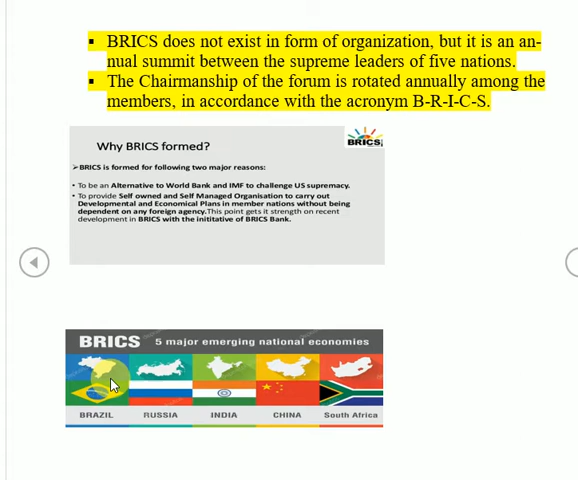 ▪ BRICS does not exist in form of organization, but it is an an-
nual summit between the supreme leaders of five nations.
▪ The Chairmanship of the forum is rotated annually among the
members, in accordance with the acronym B-R-I-C-S.
Why BRICS formed?
BRICS
➢BRICS is formed for following two major reasons:
• To be an Alternative to World Bank and IMF to challenge US supremacy.
• To provide Self owned and Self Managed Organisation to carry out
Developmental and Economical Plans in member nations without being
dependent on any foreign agency.This point gets it strength on recent
development in BRICS with the inititative of BRICS Bank.
BRICS 5 major emerging national economies
BRAZIL RUSSIA INDIA CHINA South Africa